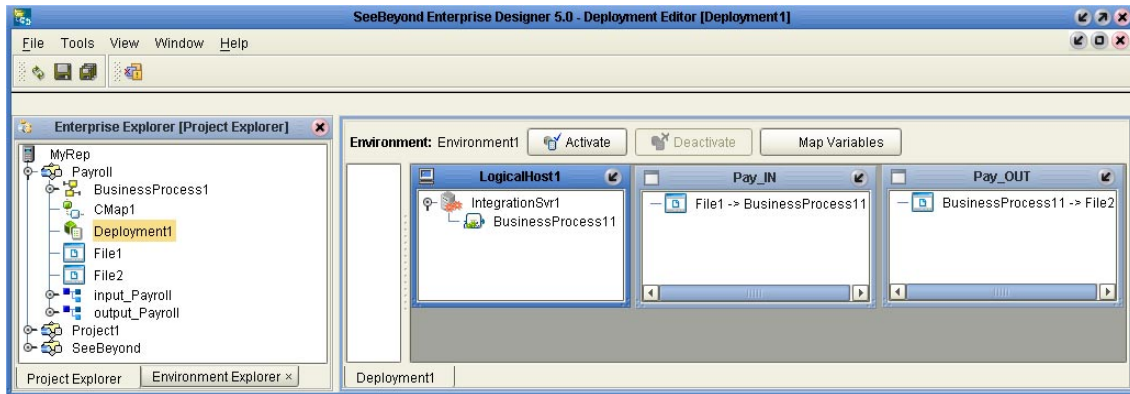 SeeBeyond Enterprise Designer 5.0 - Deployment Editor [Deployment1]
File Tools View Window Help
Enterprise Explorer [Project Explorer]
MyRep
Payroll
BusinessProcess1
CMap1
Deployment1
File1
File2
input_Payroll
output_Payroll
Project1
SeeBeyond
Project Explorer
Environment Explorer ×
Environment: Environment1
Activate
Deactivate
Map Variables
LogicalHost1
IntegrationSvr1
BusinessProcess11
Pay_IN
File1 -> BusinessProcess11
Pay_OUT
BusinessProcess11 -> File2
Deployment1